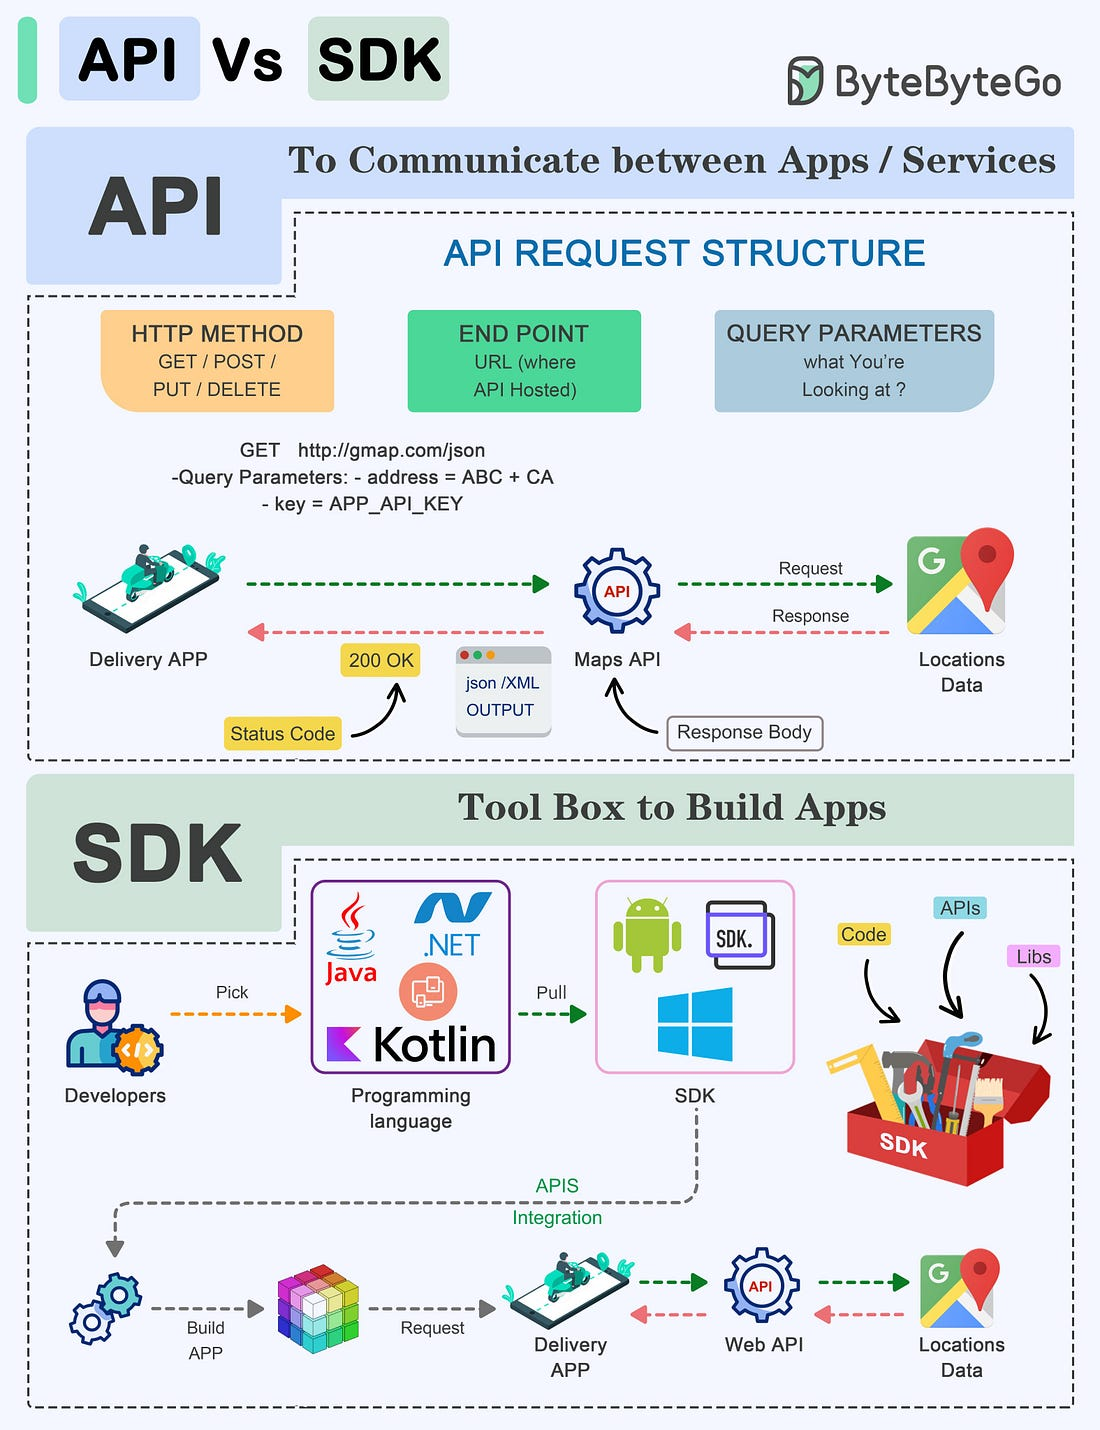 API Vs SDK
ByteByteGo
API
To Communicate between Apps / Services
API REQUEST STRUCTURE
HTTP METHOD
GET / POST /
PUT / DELETE
END POINT
URL (where
API Hosted)
QUERY PARAMETERS
what You're
Looking at ?
GET http://gmap.com/json
-Query Parameters: - address = ABC + CA
- key = APP_API_KEY
API
Request
Response
G
Delivery APP
200 OK
Status Code
json /XML
OUTPUT
Maps API
Response Body
Locations
Data
SDK
Tool Box to Build Apps
Developers
Pick
Java
.NET
Kotlin
Programming
language
Pull
SDK.
SDK
Code
APIs
Libs
SDK
APIS
Integration
Build
APP
Request
Delivery
APP
API
Web API
G
Locations
Data